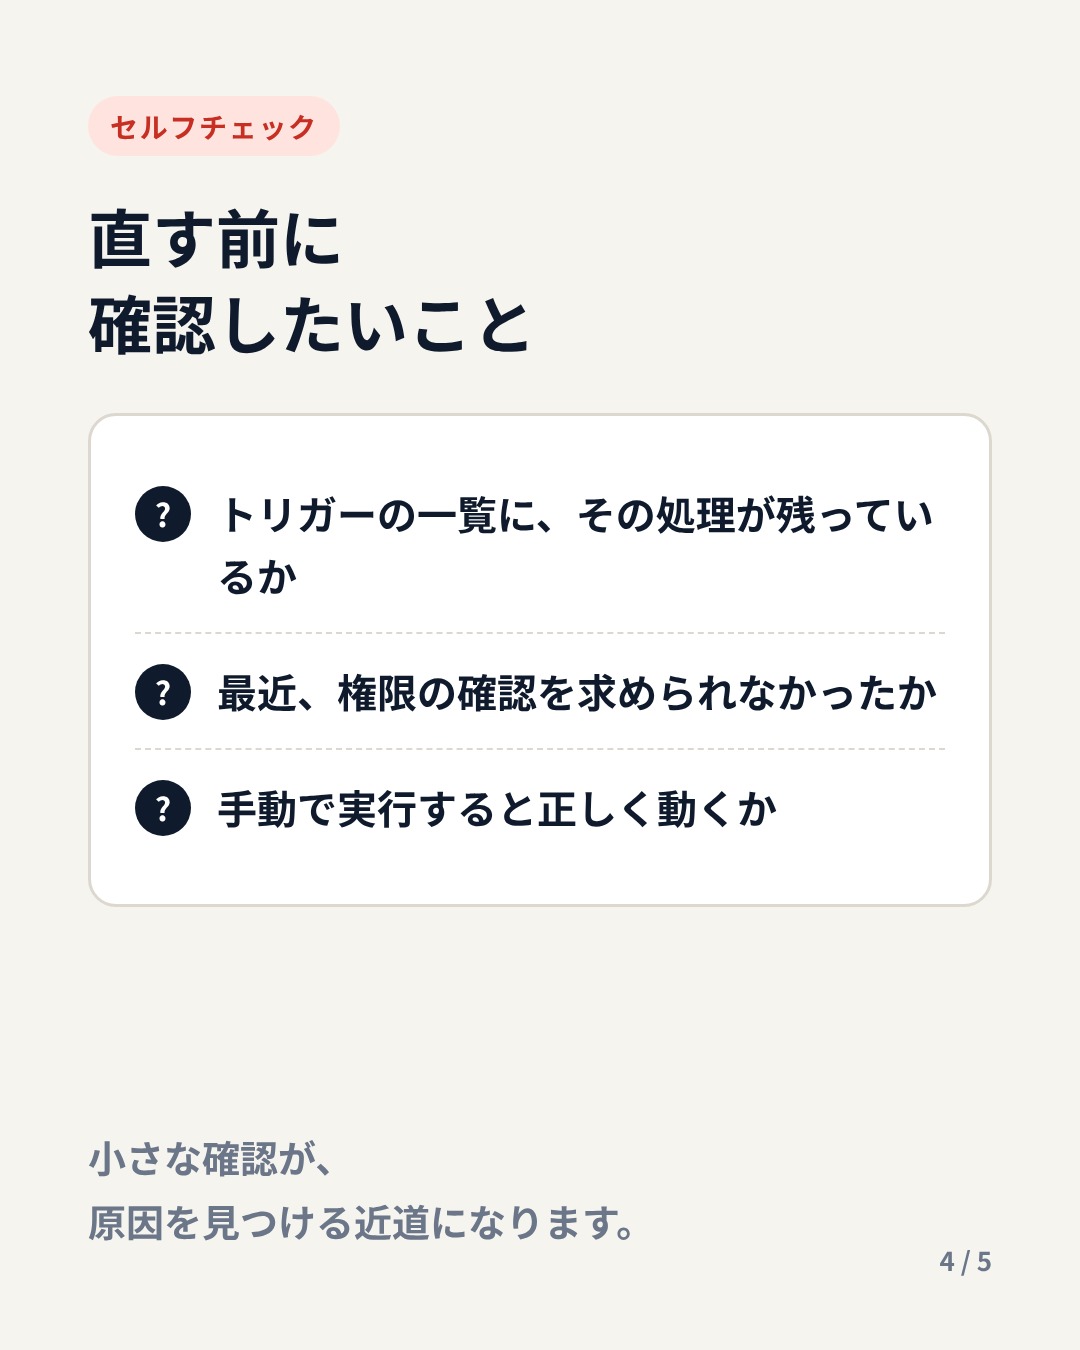 セルフチェック
直す前に
確認したいこと
? トリガーの一覧に、その処理が残ってい
るか
? 最近、権限の確認を求められなかったか
? 手動で実行すると正しく動くか
小さな確認が、
原因を見つける近道になります。
4 / 5